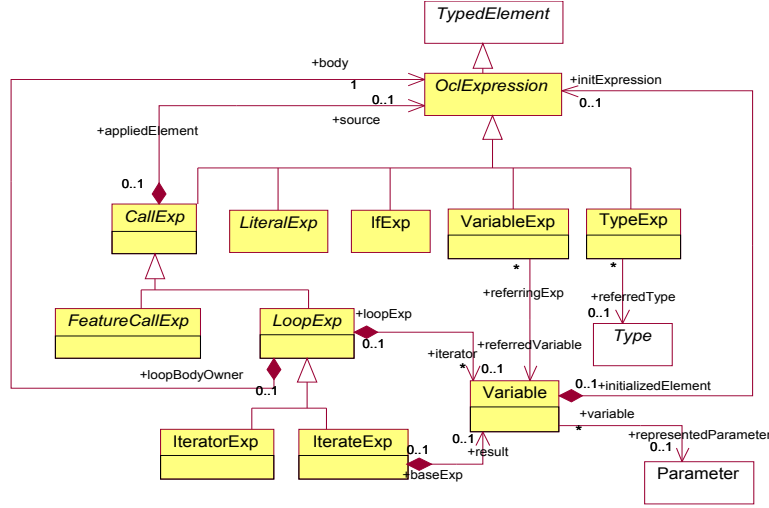 TypedElement
+body
1
OclExpression
+initExpression
0..1
0..1
+source
+appliedElement
0..1
CallExp
LiteralExp
IfExp
VariableExp
TypeExp
*
*
+referringExp
+referredType
0..1
FeatureCallExp
LoopExp
+loopExp
0..1
Type
+referredVariable
+iterator
0..1
*
+loopBodyOwner
0..1
Variable
0..1
+initializedElement
+variable
*
+representedParameter
0..1
IteratorExp
IterateExp
0..1
+baseExp
0..1
+result
Parameter